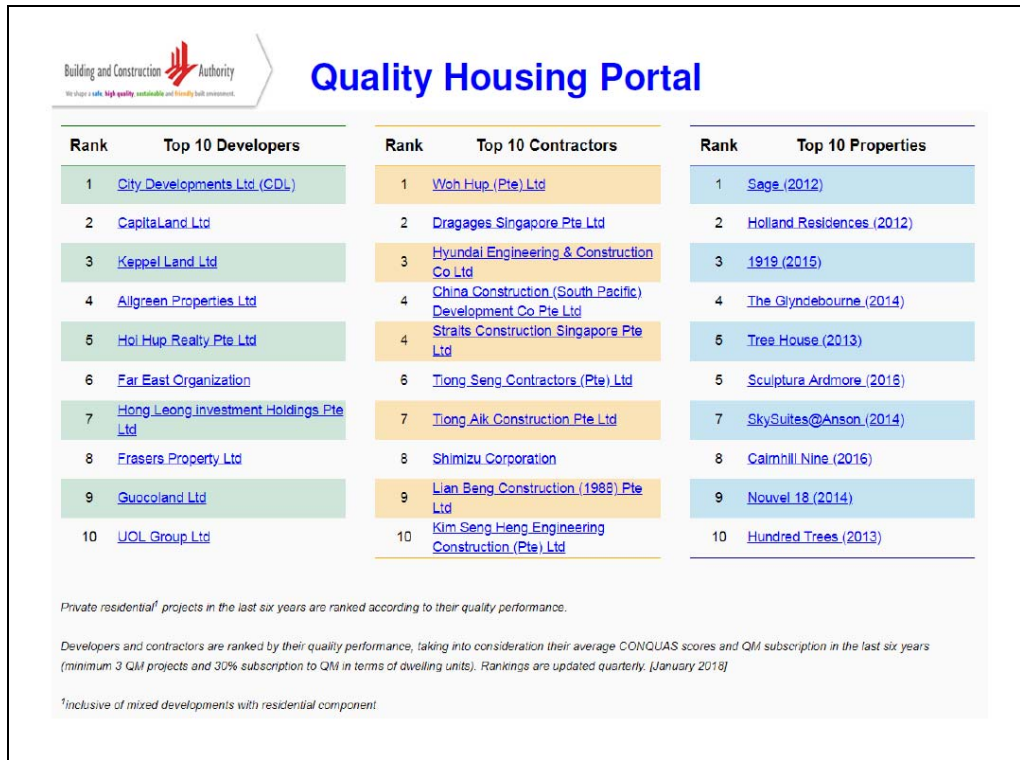 Building and Construction Authority
We shape a safe, high quality, sustainable and friendly built environment.
Quality Housing Portal
Rank Top 10 Developers
1 City Developments Ltd (CDL)
2 CapitaLand Ltd
3 Keppel Land Ltd
4 Allgreen Properties Ltd
5 Hoi Hup Realty Pte Ltd
6 Far East Organization
7 Hong Leong investment Holdings Pte
Ltd
8 Frasers Property Ltd
9 Guocoland Ltd
10 UOL Group Ltd
Rank Top 10 Contractors
1 Woh Hup (Pte) Ltd
2 Dragages Singapore Pte Ltd
3 Hyundai Engineering & Construction
Co Ltd
4 China Construction (South Pacific)
Development Co Pte Ltd
4 Straits Construction Singapore Pte
Ltd
6 Tiong Seng Contractors (Pte) Ltd
7 Tiong Aik Construction Pte Ltd
8 Shimizu Corporation
9 Lian Beng Construction (1988) Pte
Ltd
10 Kim Seng Heng Engineering
Construction (Pte) Ltd
Rank Top 10 Properties
1 Sage (2012)
2 Holland Residences (2012)
3 1919 (2015)
4 The Glyndebourne (2014)
5 Tree House (2013)
5 Sculptura Ardmore (2016)
7 SkySuites@Anson (2014)
8 Cairnhill Nine (2016)
9 Nouvel 18 (2014)
10 Hundred Trees (2013)
Private residential¹ projects in the last six years are ranked according to their quality performance.
Developers and contractors are ranked by their quality performance, taking into consideration their average CONQUAS scores and QM subscription in the last six years
(minimum 3 QM projects and 30% subscription to QM in terms of dwelling units). Rankings are updated quarterly. [January 2018]
¹inclusive of mixed developments with residential component